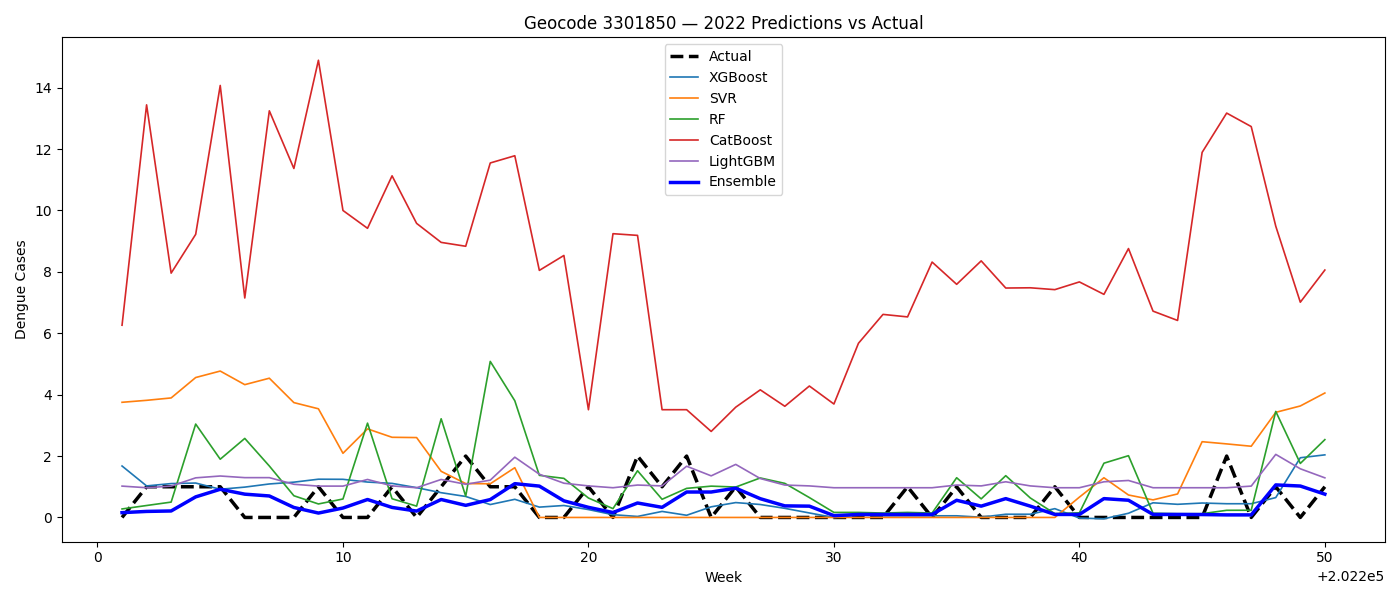 Geocode 3301850 — 2022 Predictions vs Actual
Actual
XGBoost
SVR
RF
CatBoost
LightGBM
Ensemble
Dengue Cases
14
12
10
8
6
4
2
0
0 10 20 30 40 50
+2.022e5
Week